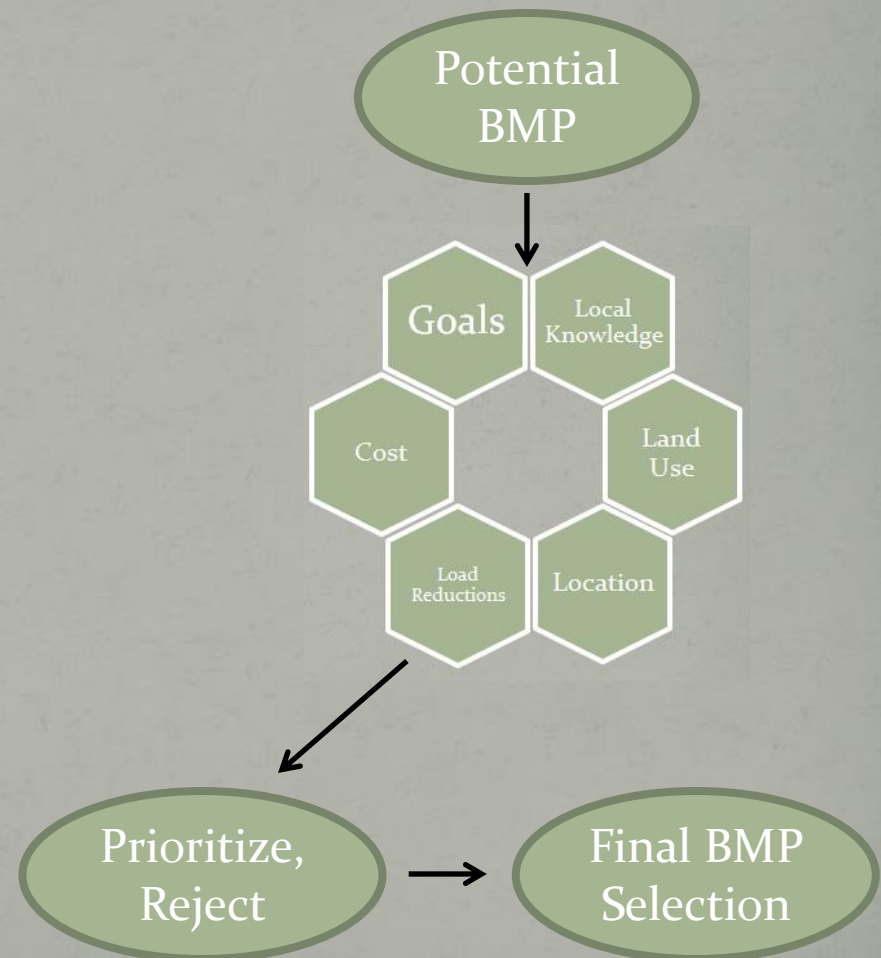 Potential
BMP
Goals
Local
Knowledge
Cost
Land
Use
Load
Reductions
Location
Prioritize,
Reject
Final BMP
Selection